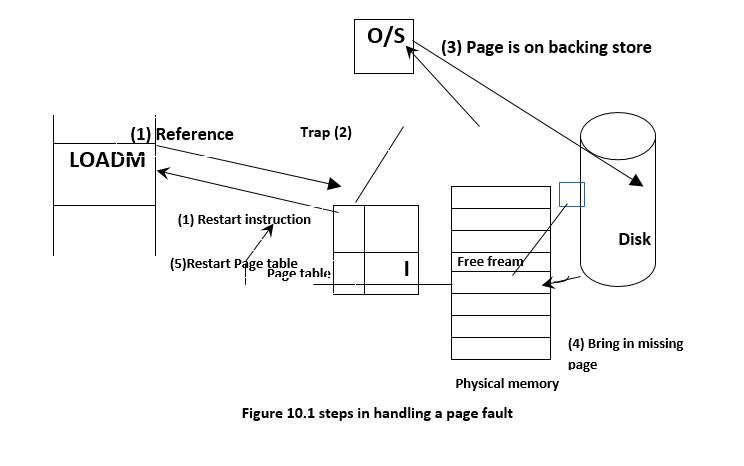 O/S
(3) Page is on backing store
(1) Reference
Trap (2)
LOADM
(1) Restart instruction
(5)Restart Page table
Page table
I
Free fream
Disk
(4) Bring in missing
page
Physical memory
Figure 10.1 steps in handling a page fault